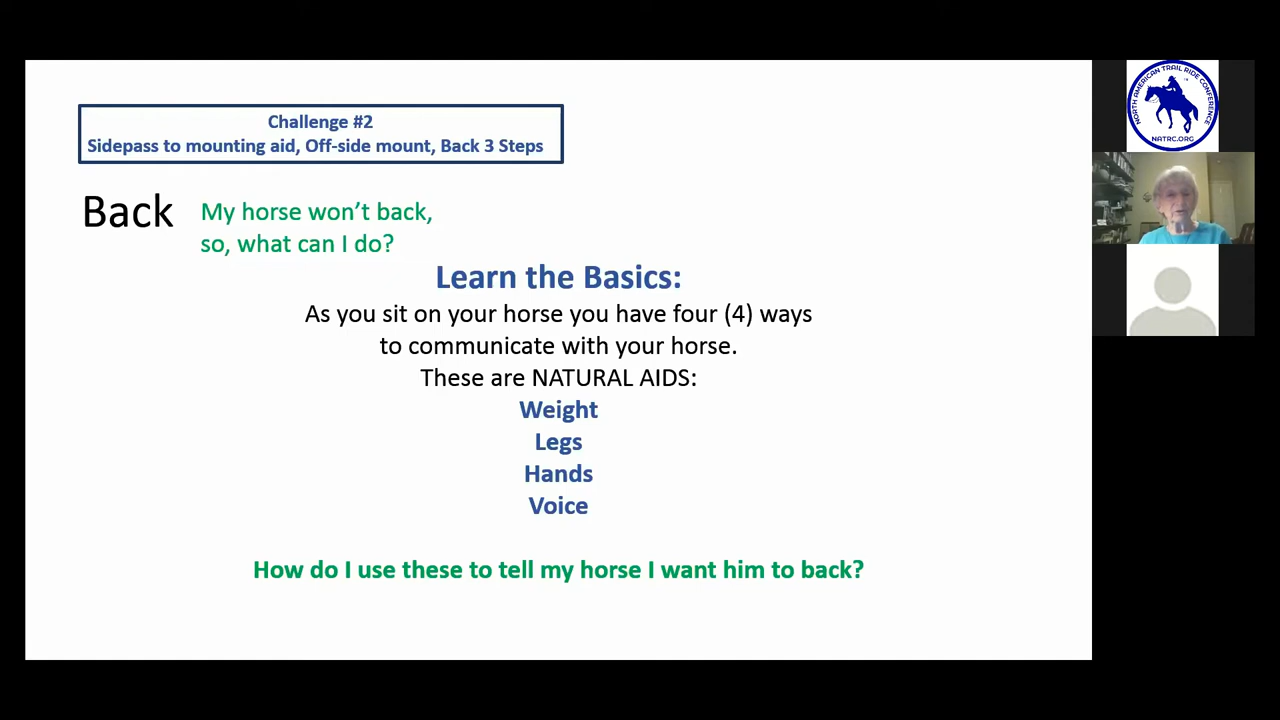 Challenge #2
Sidepass to mounting aid, Off-side mount, Back 3 Steps
Back
My horse won't back,
so, what can I do?
Learn the Basics:
As you sit on your horse you have four (4) ways
to communicate with your horse.
These are NATURAL AIDS:
Weight
Legs
Hands
Voice
How do I use these to tell my horse I want him to back?
NORTH AMERICAN TRAIL RIDE CONFERENCE
TM
NATRC.ORG